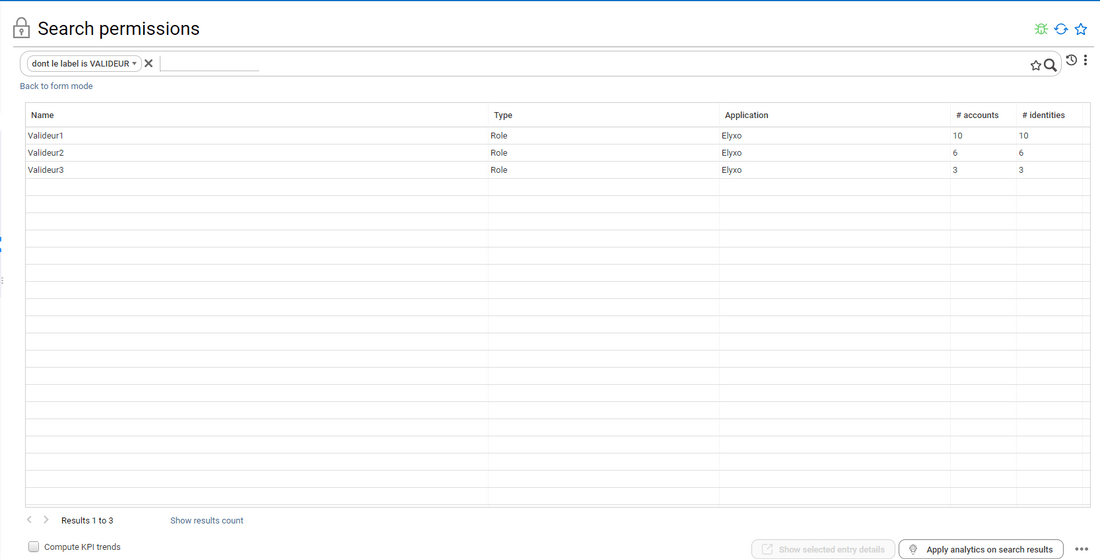 Search permissions
dont le label is VALIDEUR
Back to form mode
Name Type Application # accounts # identities
Valideur1 Role Elyxo 10 10
Valideur2 Role Elyxo 6 6
Valideur3 Role Elyxo 3 3
Results 1 to 3 Show results count
Compute KPI trends
Show selected entry details Apply analytics on search results